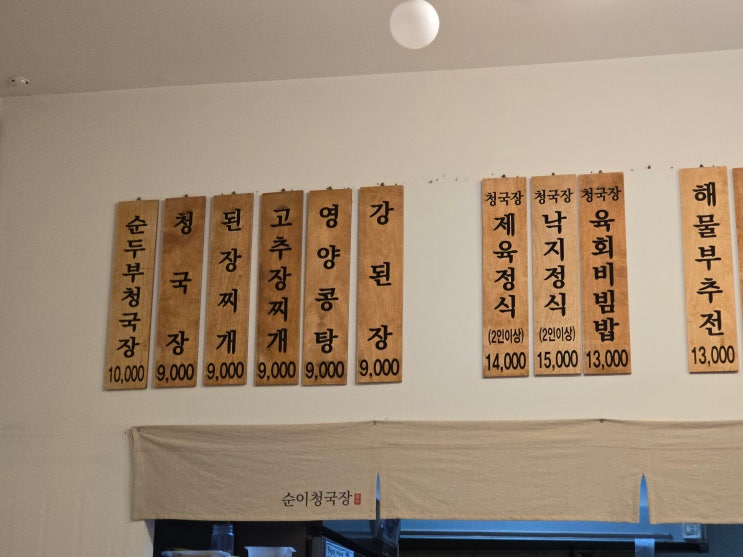 순두부청국장
10,000
청국장
9,000
된장찌개
9,000
고추장찌개
9,000
영양콩탕
9,000
강된장
9,000
청국장
제육정식
(2인이상)
14,000
청국장
낙지정식
(2인이상)
15,000
청국장
육회비빔밥
13,000
해물부추전
13,000
순이청국장